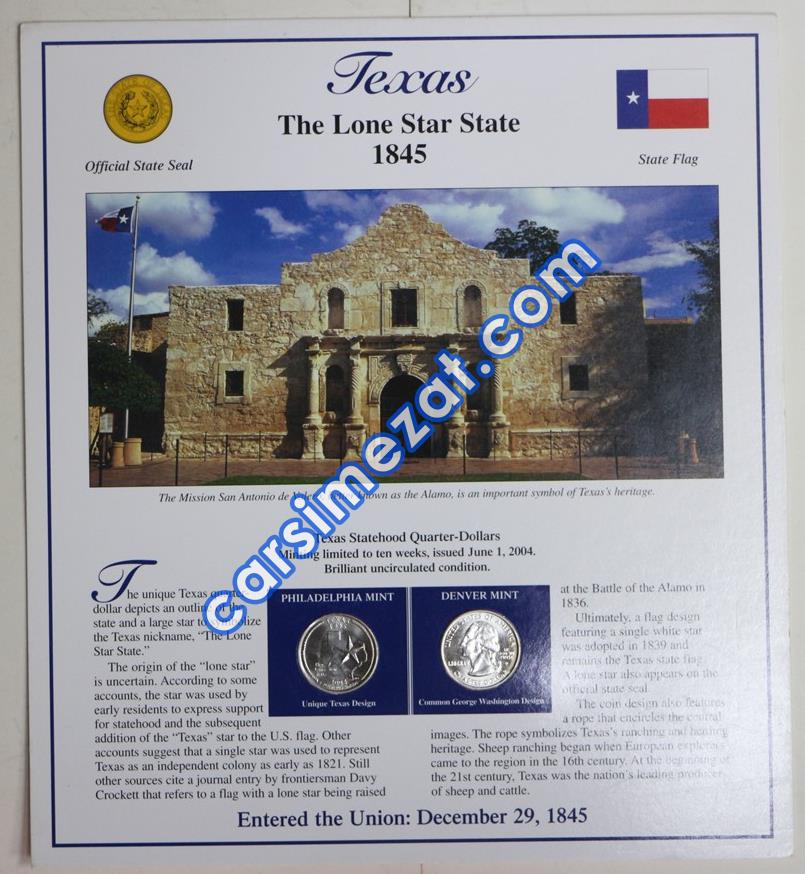 Texas
The Lone Star State
1845
Official State Seal
State Flag
carsimezat.com
The Mission San Antonio de known as the Alamo, is an important symbol of Texas's heritage.
Texas Statehood Quarter-Dollars
Minting limited to ten weeks, issued June 1, 2004.
Brilliant uncirculated condition.
The unique Texas quarter-
dollar depicts an outline of the
state and a large star to symbolize
the Texas nickname, “The Lone
Star State.”
The origin of the “lone star”
is uncertain. According to some
accounts, the star was used by
early residents to express support
for statehood and the subsequent
addition of the “Texas” star to the U.S. flag. Other
accounts suggest that a single star was used to represent
Texas as an independent colony as early as 1821. Still
other sources cite a journal entry by frontiersman Davy
Crockett that refers to a flag with a lone star being raised
PHILADELPHIA MINT
Unique Texas Design
DENVER MINT
LIBERTY
Common George Washington Design
at the Battle of the Alamo in
1836.
Ultimately, a flag design
featuring a single white star
was adopted in 1839 and
remains the Texas state flag.
A lone star also appears on the
official state seal.
The coin design also features
a rope that encircles the central
images. The rope symbolizes Texas's ranching and herding
heritage. Sheep ranching began when European explorers
came to the region in the 16th century. At the beginning of
the 21st century, Texas was the nation's leading producer
of sheep and cattle.
Entered the Union: December 29, 1845